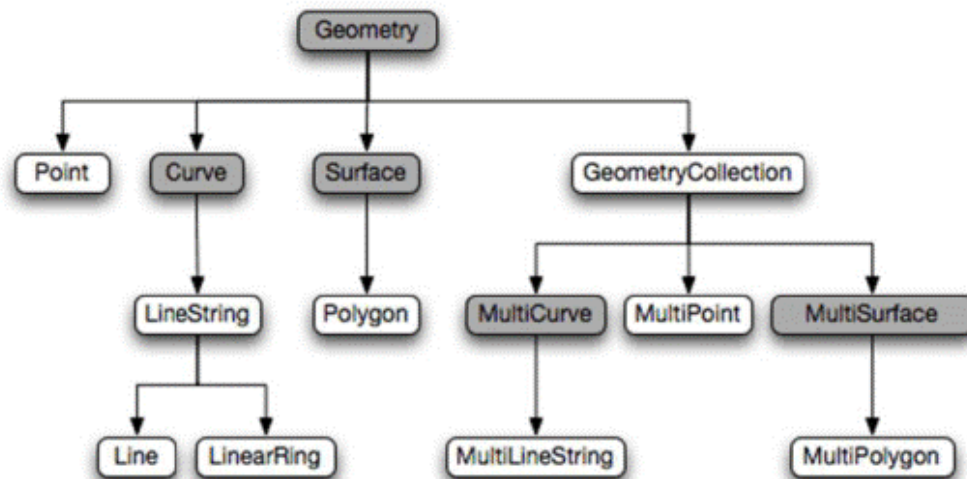 Geometry
Point
Curve
Surface
GeometryCollection
LineString
Polygon
MultiCurve
MultiPoint
MultiSurface
Line
LinearRing
MultiLineString
MultiPolygon